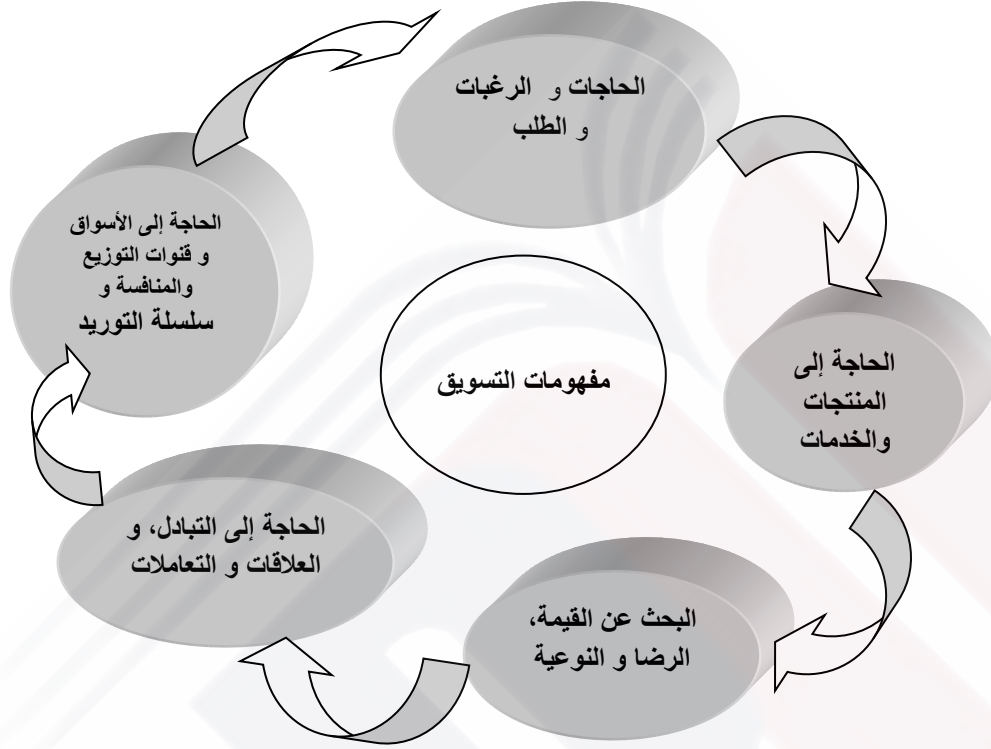 الحاجات و الرغبات
و الطلب
الحاجة إلى
المنتجات
والخدمات
البحث عن القيمة،
الرضا و النوعية
الحاجة إلى التبادل، و
العلاقات و التعاملات
الحاجة إلى الأسواق
و قنوات التوزيع
والمنافسة و
سلسلة التوريد
مفهومات التسويق